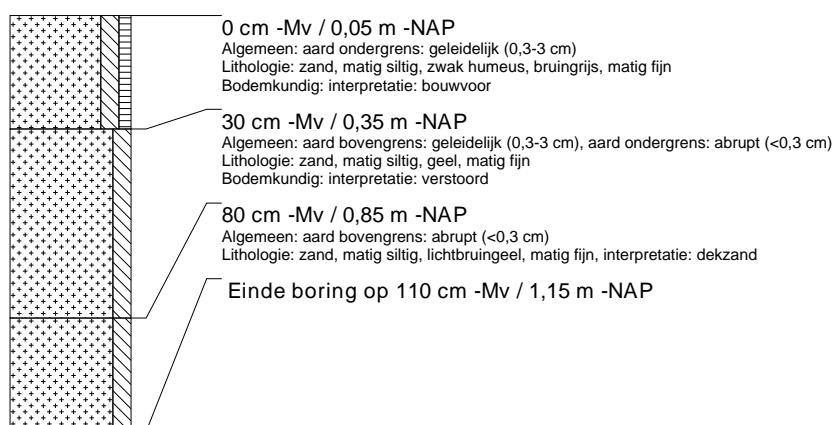 0 cm -Mv / 0,05 m -NAP
Algemeen: aard ondergrens: geleidelijk (0,3-3 cm)
Lithologie: zand, matig siltig, zwak humeus, bruingrijs, matig fijn
Bodemkundig: interpretatie: bouwvoor
30 cm -Mv / 0,35 m -NAP
Algemeen: aard bovengrens: geleidelijk (0,3-3 cm), aard ondergrens: abrupt (<0,3 cm)
Lithologie: zand, matig siltig, geel, matig fijn
Bodemkundig: interpretatie: verstoord
80 cm -Mv / 0,85 m -NAP
Algemeen: aard bovengrens: abrupt (<0,3 cm)
Lithologie: zand, matig siltig, lichtbruingeel, matig fijn, interpretatie: dekzand
Einde boring op 110 cm -Mv / 1,15 m -NAP